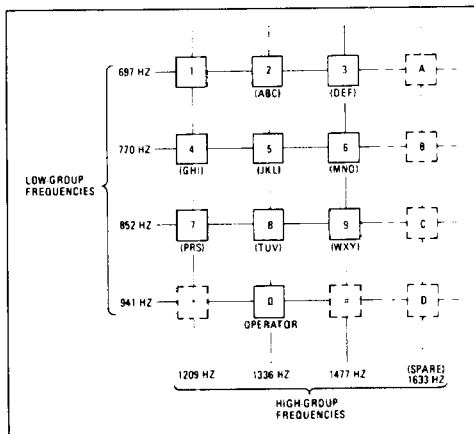 697 HZ 1 2 3 A
(ABC) (DEF)
770 HZ 4 5 6 B
(GHI) (JKL) (MNO)
LOW-GROUP
FREQUENCIES
852 HZ 7 8 9 C
(PRS) (TUV) (WXY)
941 HZ * 0 # D
OPERATOR
(SPARE)
1209 HZ 1336 HZ 1477 HZ 1633 HZ
HIGH-GROUP
FREQUENCIES